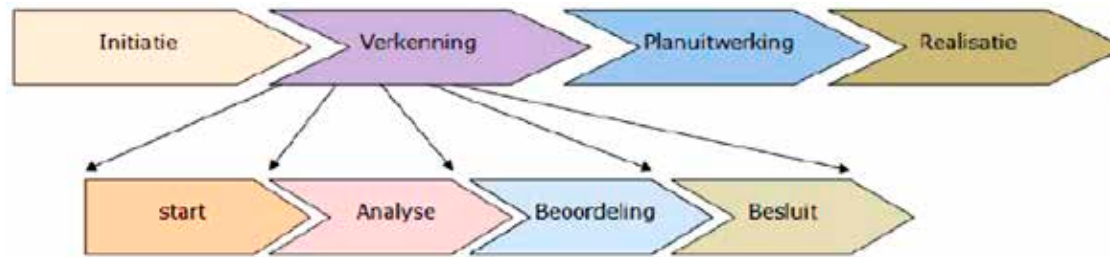 Initiatie
Verkenning
Planuitwerking
Realisatie
start
Analyse
Beoordeling
Besluit